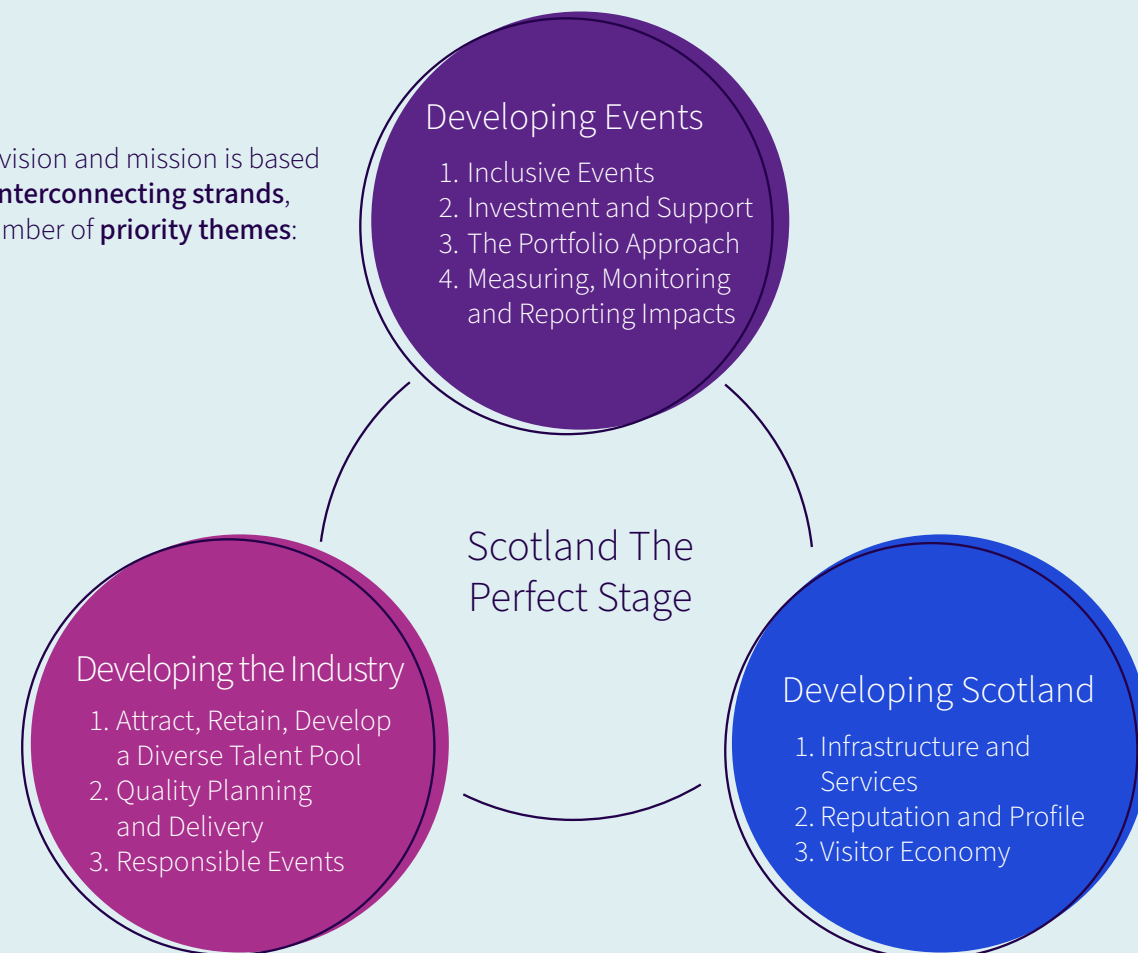 vision and mission is based
nterconnecting strands,
mber of priority themes:
Developing Events
1. Inclusive Events
2. Investment and Support
3. The Portfolio Approach
4. Measuring, Monitoring
and Reporting Impacts
Scotland The
Perfect Stage
Developing the Industry
1. Attract, Retain, Develop
a Diverse Talent Pool
2. Quality Planning
and Delivery
3. Responsible Events
Developing Scotland
1. Infrastructure and
Services
2. Reputation and Profile
3. Visitor Economy